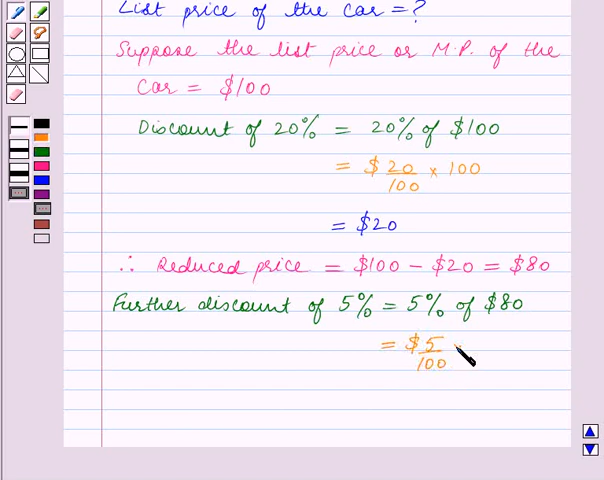 List price of the car = ?
Suppose the list price or M.P. of the
Car = $100
Discount of 20% = 20% of $100
= $ 20/100 × 100
= $20
∴ Reduced price = $100 - $20 = $80
Further discount of 5% = 5% of $80
= $ 5/100